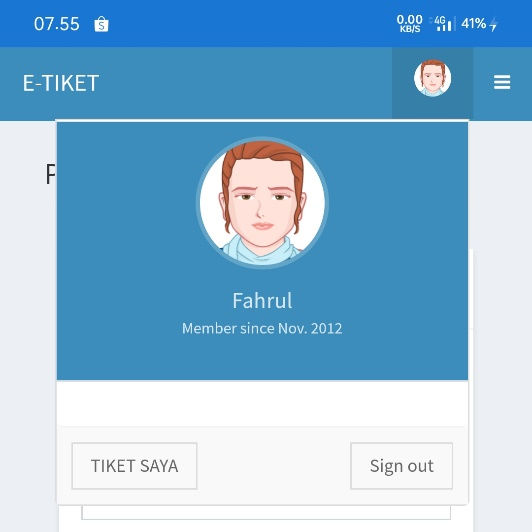 07.55
0.00 KB/S 4G 41%
E-TIKET
Fahrul
Member since Nov. 2012
TIKET SAYA
Sign out